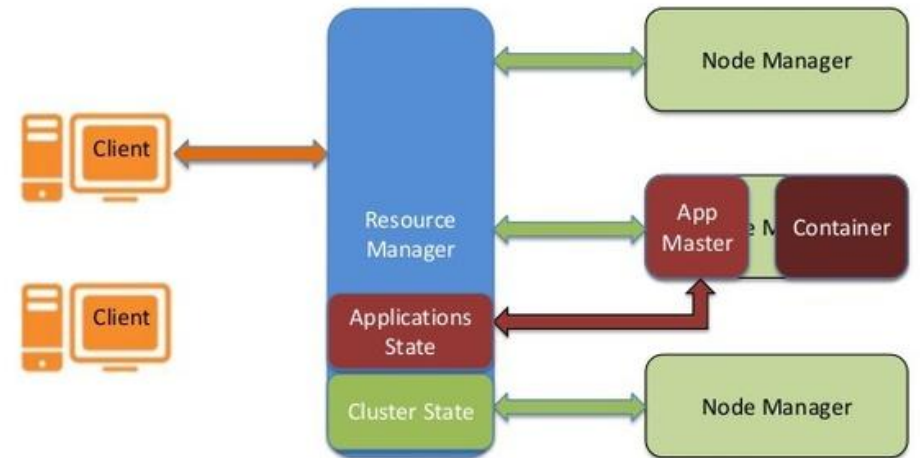 Node Manager
Client
Resource
Manager
App
Master
e M
Container
Applications
State
Client
Cluster State
Node Manager